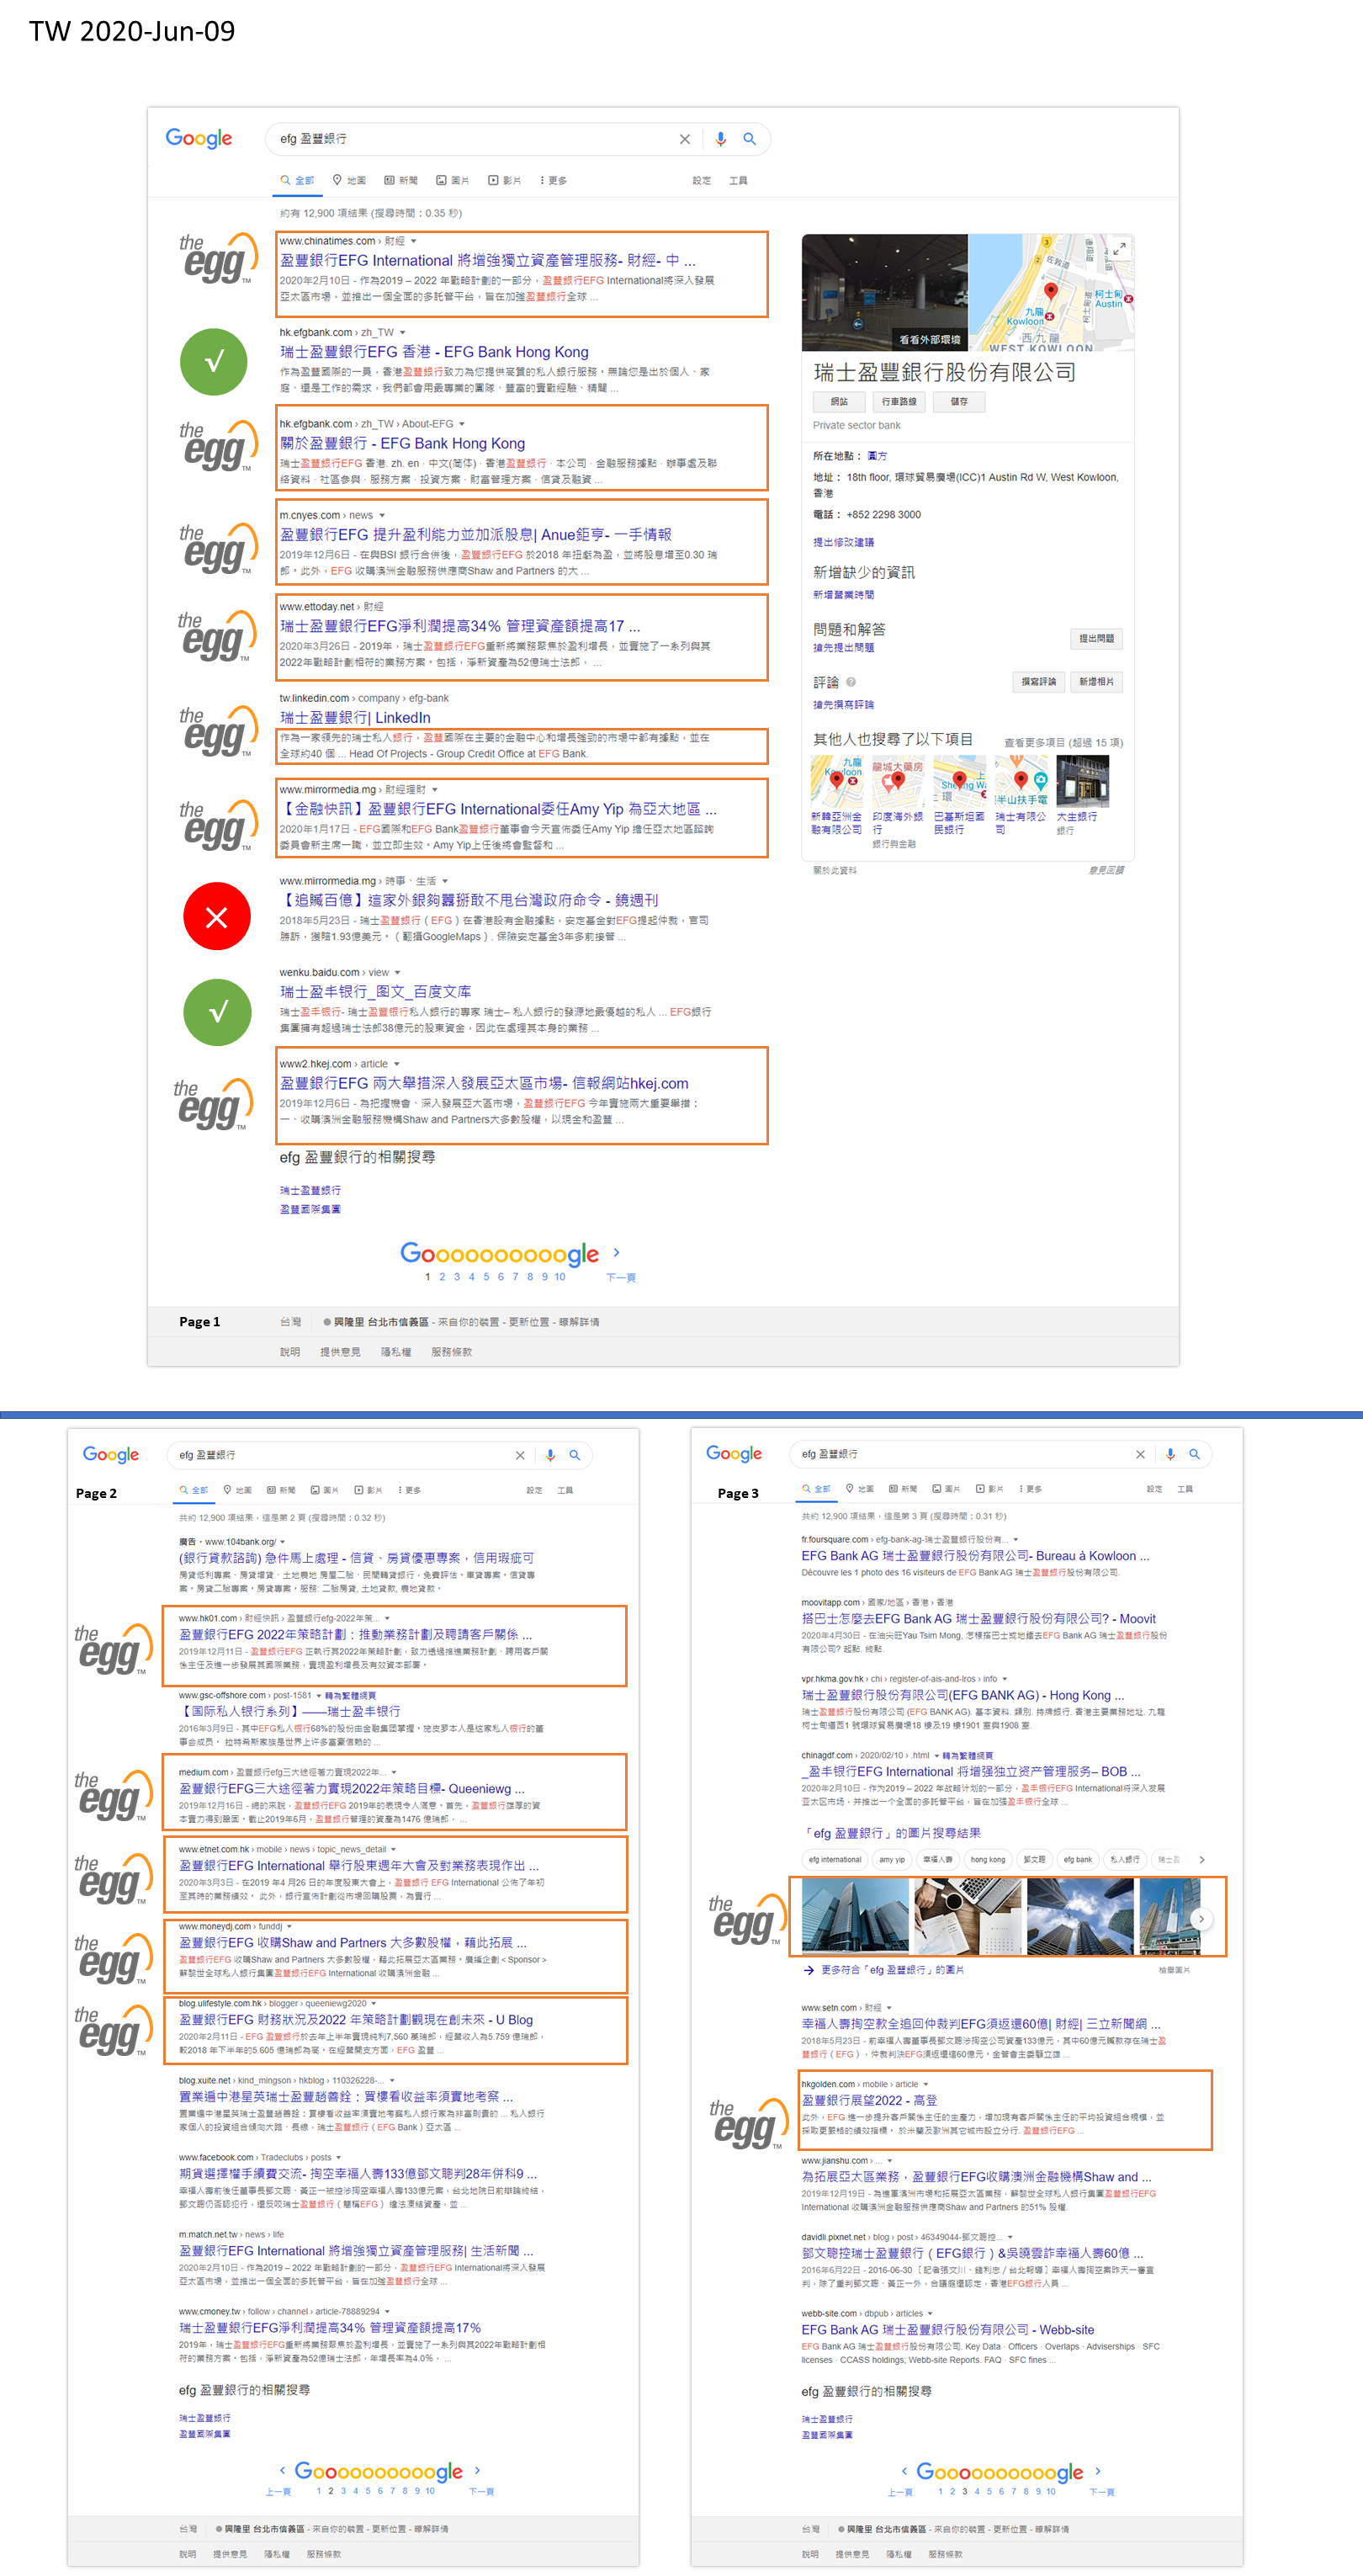 TW 2020-Jun-09
Google
efg 盈豐銀行
全部 地圖 新聞 圖片 影片 更多 設定 工具
約有 12,900 項結果 (搜尋時間：0.35 秒)
the egg TM
www.chinatimes.com › 財經
盈豐銀行EFG International 將增強獨立資產管理服務- 財經- 中 ...
2020年2月10日 - 作為2019 – 2022 年戰略計劃的一部分，盈豐銀行EFG International將深入發展
亞太區市場，並推出一個全面的多託管平台，旨在加強盈豐銀行全球 ...
√
hk.efgbank.com › zh_TW
瑞士盈豐銀行EFG 香港 - EFG Bank Hong Kong
作為盈豐國際的一員，香港盈豐銀行致力為您提供高質的私人銀行服務。無論您是出於個人、家
庭、還是工作的需求，我們都會用最專業的團隊、豐富的實戰經驗、精闢 ...
the egg TM
hk.efgbank.com › zh_TW › About-EFG
關於盈豐銀行 - EFG Bank Hong Kong
瑞士盈豐銀行EFG 香港. zh. en · 中文(简体) · 香港盈豐銀行 · 本公司 · 金融服務據點 · 辦事處及聯
絡資料 · 社區參與 · 服務方案 · 投資方案 · 財富管理方案 · 信貸及融資 ...
the egg TM
m.cnyes.com › news
盈豐銀行EFG 提升盈利能力並加派股息| Anue鉅亨- 一手情報
2019年12月6日 - 在與BSI 銀行合併後，盈豐銀行EFG 於2018 年扭虧為盈，並將股息增至0.30 瑞
郎。此外，EFG 收購澳洲金融服務供應商Shaw and Partners 的大 ...
the egg TM
www.ettoday.net › 財經
瑞士盈豐銀行EFG淨利潤提高34% 管理資產額提高17 ...
2020年3月26日 - 2019年，瑞士盈豐銀行EFG重新將業務聚焦於盈利增長，並實施了一系列與其
2022年戰略計劃相符的業務方案。包括，淨新資產為52億瑞士法郎， ...
the egg TM
tw.linkedin.com › company › efg-bank
瑞士盈豐銀行| LinkedIn
作為一家領先的瑞士私人銀行，盈豐國際在主要的金融中心和增長強勁的市場中都有據點，並在
全球約40 個 ... Head Of Projects - Group Credit Office at EFG Bank.
the egg TM
www.mirrormedia.mg › 財經理財
【金融快訊】盈豐銀行EFG International委任Amy Yip 為亞太地區 ...
2020年1月17日 - EFG國際和EFG Bank盈豐銀行董事會今天宣佈委任Amy Yip 擔任亞太地區諮詢
委員會新主席一職，並立即生效。Amy Yip上任後將會監督和 ...
www.mirrormedia.mg › 時事、生活
【追贓百億】這家外銀夠囂掰敢不甩台灣政府命令 - 鏡週刊
2018年5月23日 - 瑞士盈豐銀行（EFG）在香港設有金融據點，安定基金對EFG提起仲裁，官司
勝訴，獲賠1.93億美元。（翻攝GoogleMaps）. 保險安定基金3年多前接管 ...
√
wenku.baidu.com › view
瑞士盈丰银行_图文_百度文库
瑞士盈丰银行- 瑞士盈豐銀行私人銀行的專家 瑞士– 私人銀行的發源地最優越的私人 ... EFG銀行
集團擁有超過瑞士法郎38億元的股東資金，因此在處理其本身的業務 ...
the egg TM
www2.hkej.com › article
盈豐銀行EFG 兩大舉措深入發展亞太區市場- 信報網站hkej.com
2019年12月6日 - 為把握機會、深入發展亞太區市場，盈豐銀行EFG 今年實施兩大重要舉措：
一、收購澳洲金融服務機構Shaw and Partners大多數股權，以現金和盈豐 ...
efg 盈豐銀行的相關搜尋
瑞士盈豐銀行
盈豐國際集團
Goooooooooogle
1 2 3 4 5 6 7 8 9 10 下一頁
Page 1
台灣 興隆里 台北市信義區 - 來自你的裝置 - 更新位置 - 瞭解詳情
說明 提供意見 隱私權 服務條款
看看外部環境
九龍 Kowloon
西九龍
WEST KOWLOON
佐敦道
柯士甸 Austin
瑞士盈豐銀行股份有限公司
網站 行車路線 儲存
Private sector bank
所在地點： 圓方
地址： 18th floor, 環球貿易廣場(ICC)1 Austin Rd W, West Kowloon,
香港
電話： +852 2298 3000
提出修改建議
新增缺少的資訊
新增營業時間
問題和解答
搶先提出問題
提出問題
評論
撰寫評論 新增相片
搶先撰寫評論
其他人也搜尋了以下項目 查看更多項目 (超過 15 項)
新韓亞洲金融有限公司
印度海外銀行
銀行與金融
巴基斯坦國民銀行
瑞士有限公司
大生銀行
銀行
關於此資料 意見回饋
Google
efg 盈豐銀行
Page 2
全部 地圖 新聞 圖片 影片 更多 設定 工具
共約 12,900 項結果，這是第 2 頁 (搜尋時間：0.32 秒)
廣告 · www.104bank.org/
(銀行貸款諮詢) 急件馬上處理 - 信貸、房貸優惠專案，信用瑕疵可
房貸低利專案、房貸增貸、土地農地 房屋二胎、民間轉貸銀行，免費評估。車貸專案。信貸專
案。房貸二胎專案。房貸專案。服務: 二胎房貸, 土地貸款, 農地貸款。
the egg TM
www.hk01.com › 財經快訊 › 盈豐銀行efg-2022年策...
盈豐銀行EFG 2022年策略計劃：推動業務計劃及聘請客戶關係 ...
2019年12月11日 - 盈豐銀行EFG 正執行其2022年策略計劃，致力透過推進業務計劃、聘用客戶關
係主任及進一步發展其國際業務，實現盈利增長及有效資本部署。
www.gsc-offshore.com › post-1581 轉為繁體網頁
【国际私人银行系列】——瑞士盈丰银行
2016年3月9日 - 其中EFG私人银行68%的股份由金融集团掌握。施皮罗本人是这家私人银行的董
事会成员。 拉特希斯家族是世界上许多富豪信赖的 ...
the egg TM
medium.com › 盈豐銀行efg三大途徑著力實現2022年...
盈豐銀行EFG三大途徑著力實現2022年策略目標- Queeniewg ...
2019年12月16日 - 總的來說，盈豐銀行EFG 2019年的表現令人滿意。首先，盈豐銀行雄厚的資
本實力得到鞏固。截止2019年6月，盈豐銀行管理的資產為1476 億瑞郎， ...
the egg TM
www.etnet.com.hk › mobile › news › topic_news_detail
盈豐銀行EFG International 舉行股東週年大會及對業務表現作出 ...
2020年3月3日 - 在2019 年4 月26 日的年度股東大會上，盈豐銀行 EFG International 公佈了年初
至其時的業務績效。 此外，銀行宣佈計劃從市場回購股票，為實行 ...
the egg TM
www.moneydj.com › funddj
盈豐銀行EFG 收購Shaw and Partners 大多數股權，藉此拓展 ...
盈豐銀行EFG 收購Shaw and Partners 大多數股權，藉此拓展亞太區業務。廣播企劃＜Sponsor＞
蘇黎世全球私人銀行集團盈豐銀行EFG International 收購澳洲金融 ...
the egg TM
blog.ulifestyle.com.hk › blogger › queeniewg2020
盈豐銀行EFG 財務狀況及2022 年策略計劃觀現在創未來 - U Blog
2020年2月11日 - EFG 盈豐銀行於去年上半年實現純利7,560 萬瑞郎，經營收入為5.759 億瑞郎，
較2018 年下半年的5.605 億瑞郎為高。在經營開支方面，EFG 盈豐 ...
blog.xuite.net › kind_mingson › hkblog › 110326228-...
置業遍中港星英瑞士盈豐趙善銓：買樓看收益率須實地考察 ...
置業遍中港星英瑞士盈豐趙善銓：買樓看收益率須實地考察私人銀行家為非富則貴的 ... 私人銀行
家個人的投資組合傾向大路、長線，瑞士盈豐銀行（EFG Bank）亞太區 ...
www.facebook.com › Tradeclubs › posts
期貨選擇權手續費交流- 掏空幸福人壽133億鄧文聰判28年併科9 ...
幸福人壽前後任董事長鄧文聰、黃正一被控涉掏空幸福人壽133億元案，台北地院日前辯論終結，
鄧文聰仍否認犯行，還反咬瑞士盈豐銀行（簡稱EFG）違法凍結資產，並 ...
m.match.net.tw › news › life
盈豐銀行EFG International 將增強獨立資產管理服務| 生活新聞 ...
2020年2月10日 - 作為2019 – 2022 年戰略計劃的一部分，盈豐銀行EFG International將深入發展
亞太區市場，並推出一個全面的多託管平台，旨在加強盈豐銀行全球 ...
www.cmoney.tw › follow › channel › article-78889294
瑞士盈豐銀行EFG淨利潤提高34% 管理資產額提高17%
2019年，瑞士盈豐銀行EFG重新將業務聚焦於盈利增長，並實施了一系列與其2022年戰略計劃相
符的業務方案。包括，淨新資產為52億瑞士法郎，年增長率為4.0%， ...
efg 盈豐銀行的相關搜尋
瑞士盈豐銀行
盈豐國際集團
Goooooooooogle
上一頁 1 2 3 4 5 6 7 8 9 10 下一頁
台灣 興隆里 台北市信義區 - 來自你的裝置 - 更新位置 - 瞭解詳情
說明 提供意見 隱私權 服務條款
Google
efg 盈豐銀行
Page 3
全部 地圖 新聞 圖片 影片 更多 設定 工具
共約 12,900 項結果，這是第 3 頁 (搜尋時間：0.31 秒)
fr.foursquare.com › efg-bank-ag-瑞士盈豐銀行股份有...
EFG Bank AG 瑞士盈豐銀行股份有限公司- Bureau à Kowloon ...
Découvre les 1 photo des 16 visiteurs de EFG Bank AG 瑞士盈豐銀行股份有限公司.
moovitapp.com › 國家/地區 › 香港 › 香港
搭巴士怎麼去EFG Bank AG 瑞士盈豐銀行股份有限公司? - Moovit
2020年4月30日 - 在油尖旺Yau Tsim Mong, 怎樣搭巴士或地鐵去EFG Bank AG 瑞士盈豐銀行股份
有限公司? 起點. 終點.
vpr.hkma.gov.hk › chi › register-of-ais-and-lros › info
瑞士盈豐銀行股份有限公司(EFG BANK AG) - Hong Kong ...
瑞士盈豐銀行股份有限公司 (EFG BANK AG). 基本資料. 類別. 持牌銀行. 香港主要業務地址. 九龍
柯士甸道西1 號環球貿易廣場18 樓及19 樓1901 室與1908 室.
chinagdf.com › 2020/02/10 › .html 轉為繁體網頁
_盈丰银行EFG International 将增强独立资产管理服务– BOB ...
2020年2月10日 - 作为2019 – 2022 年战略计划的一部分，盈丰银行EFG International将深入发展
亚太区市场，并推出一个全面的多托管平台，旨在加强盈丰银行全球 ...
「efg 盈豐銀行」的圖片搜尋結果
efg international amy yip 幸福人壽 hong kong 鄧文聰 efg bank 私人銀行 瑞士盈
the egg TM
更多符合「efg 盈豐銀行」的圖片 檢舉圖片
www.setn.com › 財經
幸福人壽掏空款全追回仲裁判EFG須返還60億| 財經| 三立新聞網 ...
2018年5月23日 - 前幸福人壽董事長鄧文聰涉掏空公司資產133億元，其中60億元贓款存在瑞士盈
豐銀行（EFG），仲裁判決EFG須返還這60億元。金管會主委顧立雄 ...
the egg TM
hkgolden.com › mobile › article
盈豐銀行展望2022 - 高登
此外，EFG 進一步提升客戶關係主任的生產力，增加現有客戶關係主任的平均投資組合規模，並
採取更嚴格的績效指標。 於米蘭及歐洲其它城市設立分行. 盈豐銀行EFG ...
www.jianshu.com › ...
為拓展亞太區業務，盈豐銀行EFG收購澳洲金融機構Shaw and ...
2019年12月19日 - 為進軍澳洲市場和拓展亞太區業務，蘇黎世全球私人銀行集團盈豐銀行EFG
International 收購澳洲金融服務供應商Shaw and Partners 的51% 股權.
davidli.pixnet.net › blog › post › 46349044-鄧文聰控...
鄧文聰控瑞士盈豐銀行（EFG銀行）&吳曉雲詐幸福人壽60億 ...
2016年6月22日 - 2016-06-30 〔記者張文川、錢利忠／台北報導〕幸福人壽掏空案昨天一審宣
判，除了重判鄧文聰、黃正一外，合議庭還認定，香港EFG銀行人員 ...
webb-site.com › dbpub › articles
EFG Bank AG 瑞士盈豐銀行股份有限公司 - Webb-site
EFG Bank AG 瑞士盈豐銀行股份有限公司. Key Data · Officers · Overlaps · Adviserships · SFC
licenses · CCASS holdings; Webb-site Reports. FAQ · SFC fines ...
efg 盈豐銀行的相關搜尋
瑞士盈豐銀行
盈豐國際集團
Goooooooooogle
上一頁 1 2 3 4 5 6 7 8 9 10 下一頁
台灣 興隆里 台北市信義區 - 來自你的裝置 - 更新位置 - 瞭解詳情
說明 提供意見 隱私權 服務條款